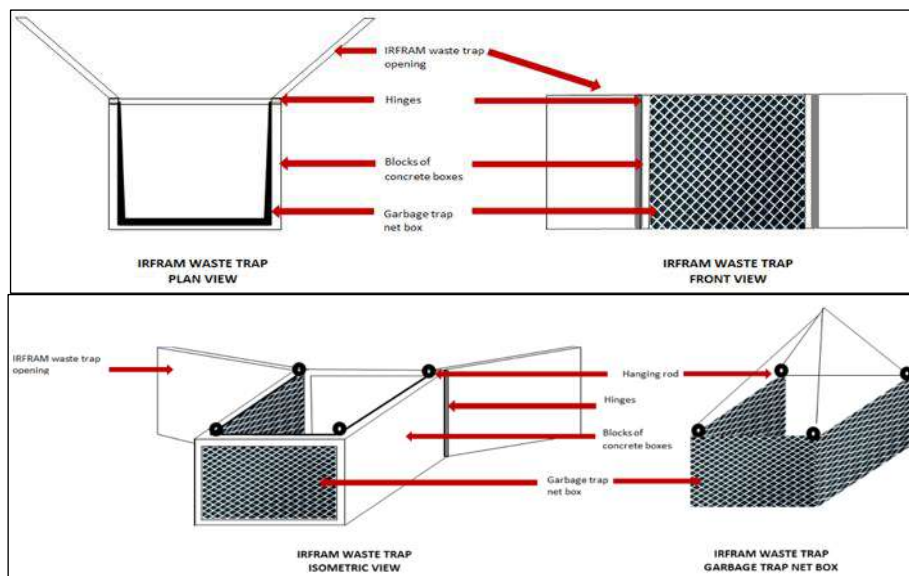 IRFRAM waste trap
opening
Hinges
Blocks of
concrete boxes
Garbage trap
net box
IRFRAM WASTE TRAP
PLAN VIEW
IRFRAM WASTE TRAP
FRONT VIEW
IRFRAM waste trap
opening
Hanging rod
Hinges
Blocks of
concrete boxes
Garbage trap
net box
IRFRAM WASTE TRAP
ISOMETRIC VIEW
IRFRAM WASTE TRAP
GARBAGE TRAP NET BOX